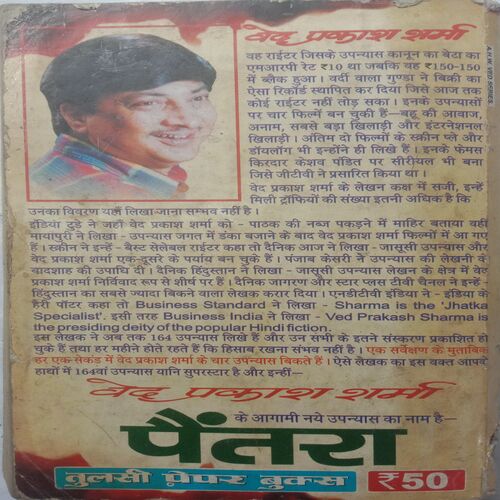 वेद प्रकाश शर्मा
वह राईटर जिसके उपन्यास कानून का बेटा का
एमआरपी रेट ₹10 था जबकि वह ₹150-150
में ब्लैक हुआ। वर्दी वाला गुण्डा ने बिक्री का
ऐसा रिकॉर्ड स्थापित कर दिया जिसे आज तक
कोई राईटर नहीं तोड़ सका। इनके उपन्यासों
पर चार फिल्में बन चुकी हैं—बहू की आवाज,
अनाम, सबसे बड़ा खिलाड़ी और इंटरनेशनल
खिलाड़ी। अंतिम दो फिल्मों के स्क्रीन प्ले और
डॉयलॉग भी इन्होंने ही लिखे हैं। इनके फेमस
किरदार केशव पंडित पर सीरीयल भी बना
जिसे जीटीवी ने प्रसारित किया था।
वेद प्रकाश शर्मा के लेखन कक्ष में सजी, इन्हें
मिली ट्रॉफियों की संख्या इतनी अधिक है कि
उनका विवरण यहाँ लिखा जाना सम्भव नहीं है।
इंडिया टुडे ने जहाँ वेद प्रकाश शर्मा को - पाठक की नब्ज पकड़ने में माहिर बताया वहीं
मायापुरी ने लिखा - उपन्यास जगत में डंका बजाने के बाद वेद प्रकाश शर्मा फिल्मों में आ गए
हैं। स्क्रीन ने इन्हें - बैस्ट सेलेबल राईटर कहा तो दैनिक आज ने लिखा - जासूसी उपन्यास और
वेद प्रकाश शर्मा एक-दूसरे के पर्याय बन चुके हैं। पंजाब केसरी ने उपन्यास की लेखनी के
बादशाह की उपाधि दी। दैनिक हिंदुस्तान ने लिखा - जासूसी उपन्यास लेखन के क्षेत्र में वेद
प्रकाश शर्मा निर्विवाद रूप से शीर्ष पर हैं। दैनिक जागरण और स्टार प्लस टीवी चैनल ने इन्हें
हिंदुस्तान का सबसे ज्यादा बिकने वाला लेखक करार दिया। एनडीटीवी इंडिया ने - इंडिया के
हैरी पॉटर कहा तो Business Standard ने लिखा - Sharma is the 'Jhatka
Specialist'. इसी तरह Business India ने लिखा - Ved Prakash Sharma is
the presiding deity of the popular Hindi fiction.
इस लेखक ने अब तक 164 उपन्यास लिखे हैं और उन सभी के इतने संस्करण प्रकाशित हो
चुके हैं तथा हर महीने होते रहते हैं कि हिसाब रखना संभव नहीं है। एक सर्वेक्षण के मुताबिक
हर एक सेकंड में वेद प्रकाश शर्मा के चार उपन्यास बिकते हैं। ऐसे लेखक का इस वक्त आपके
हाथों में 164वां उपन्यास यानि सुपरस्टार है और इन्हीं—
वेद प्रकाश शर्मा
के आगामी नये उपन्यास का नाम है—
पैंतरा
तुलसी पेपर बुक्स ₹50